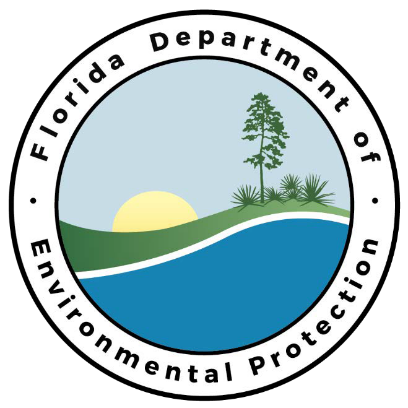 Florida Department of
Environmental Protection